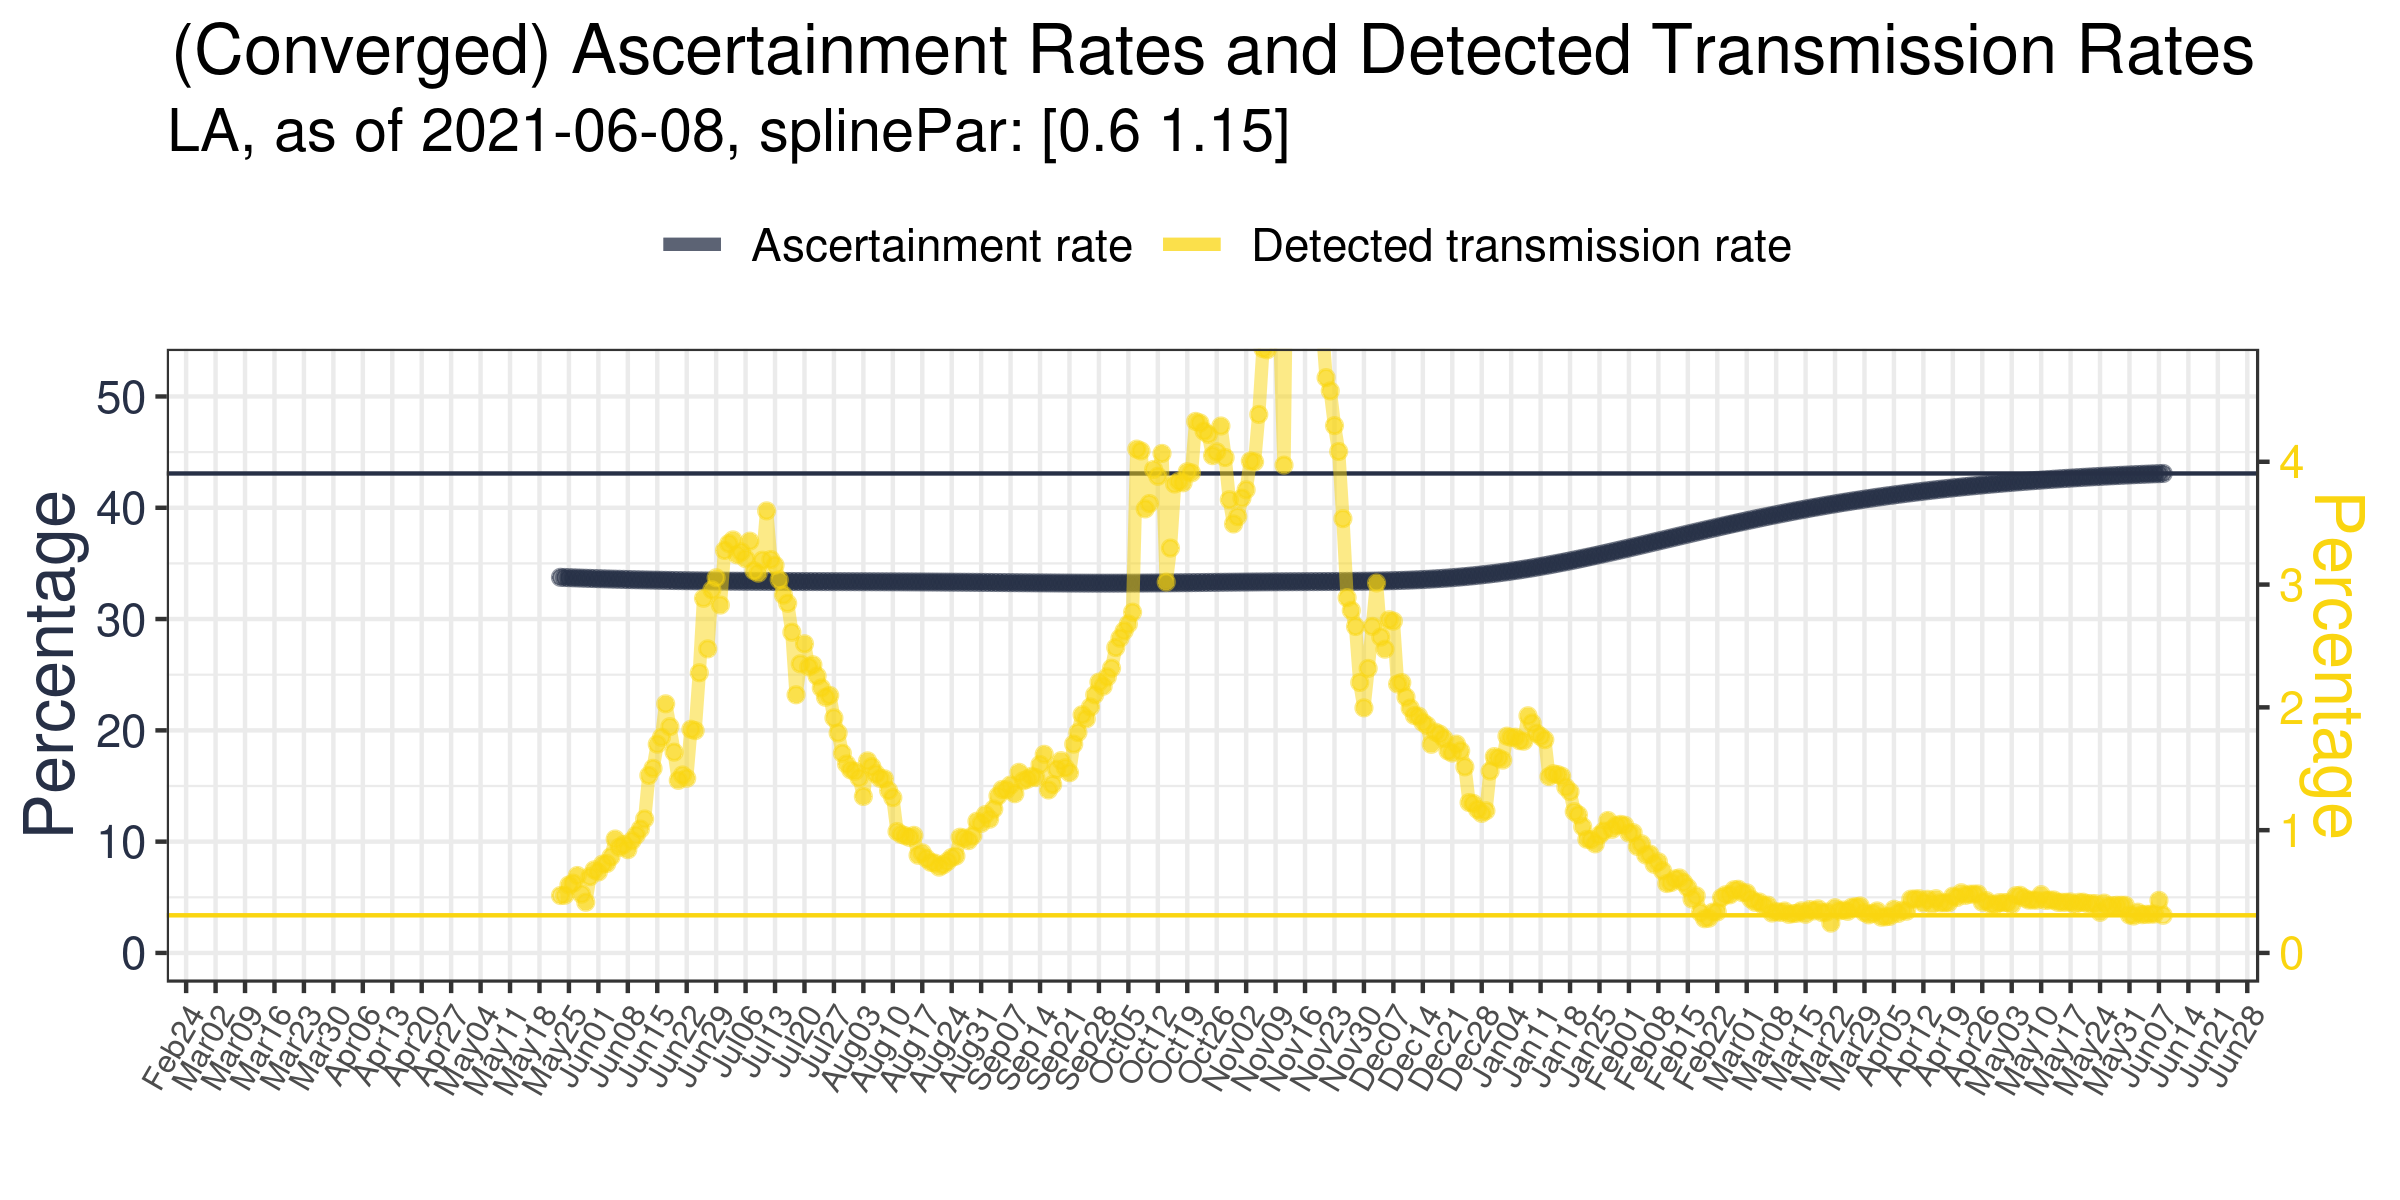 (Converged) Ascertainment Rates and Detected Transmission Rates
LA, as of 2021-06-08, splinePar: [0.6 1.15]
Ascertainment rate Detected transmission rate
Percentage
50
40
30
20
10
0
4
3
2
1
0
Percentage
Feb24 Mar02 Mar09 Mar16 Mar23 Mar30 Apr06 Apr13 Apr20 Apr27 May04 May11 May18 May25 Jun01 Jun08 Jun15 Jun22 Jun29 Jul06 Jul13 Jul20 Jul27 Aug03 Aug10 Aug17 Aug24 Aug31 Sep07 Sep14 Sep21 Sep28 Oct05 Oct12 Oct19 Oct26 Nov02 Nov09 Nov16 Nov23 Nov30 Dec07 Dec14 Dec21 Dec28 Jan04 Jan11 Jan18 Jan25 Feb01 Feb08 Feb15 Feb22 Mar01 Mar08 Mar15 Mar22 Mar29 Apr05 Apr12 Apr19 Apr26 May03 May10 May17 May24 May31 Jun07 Jun14 Jun21 Jun28